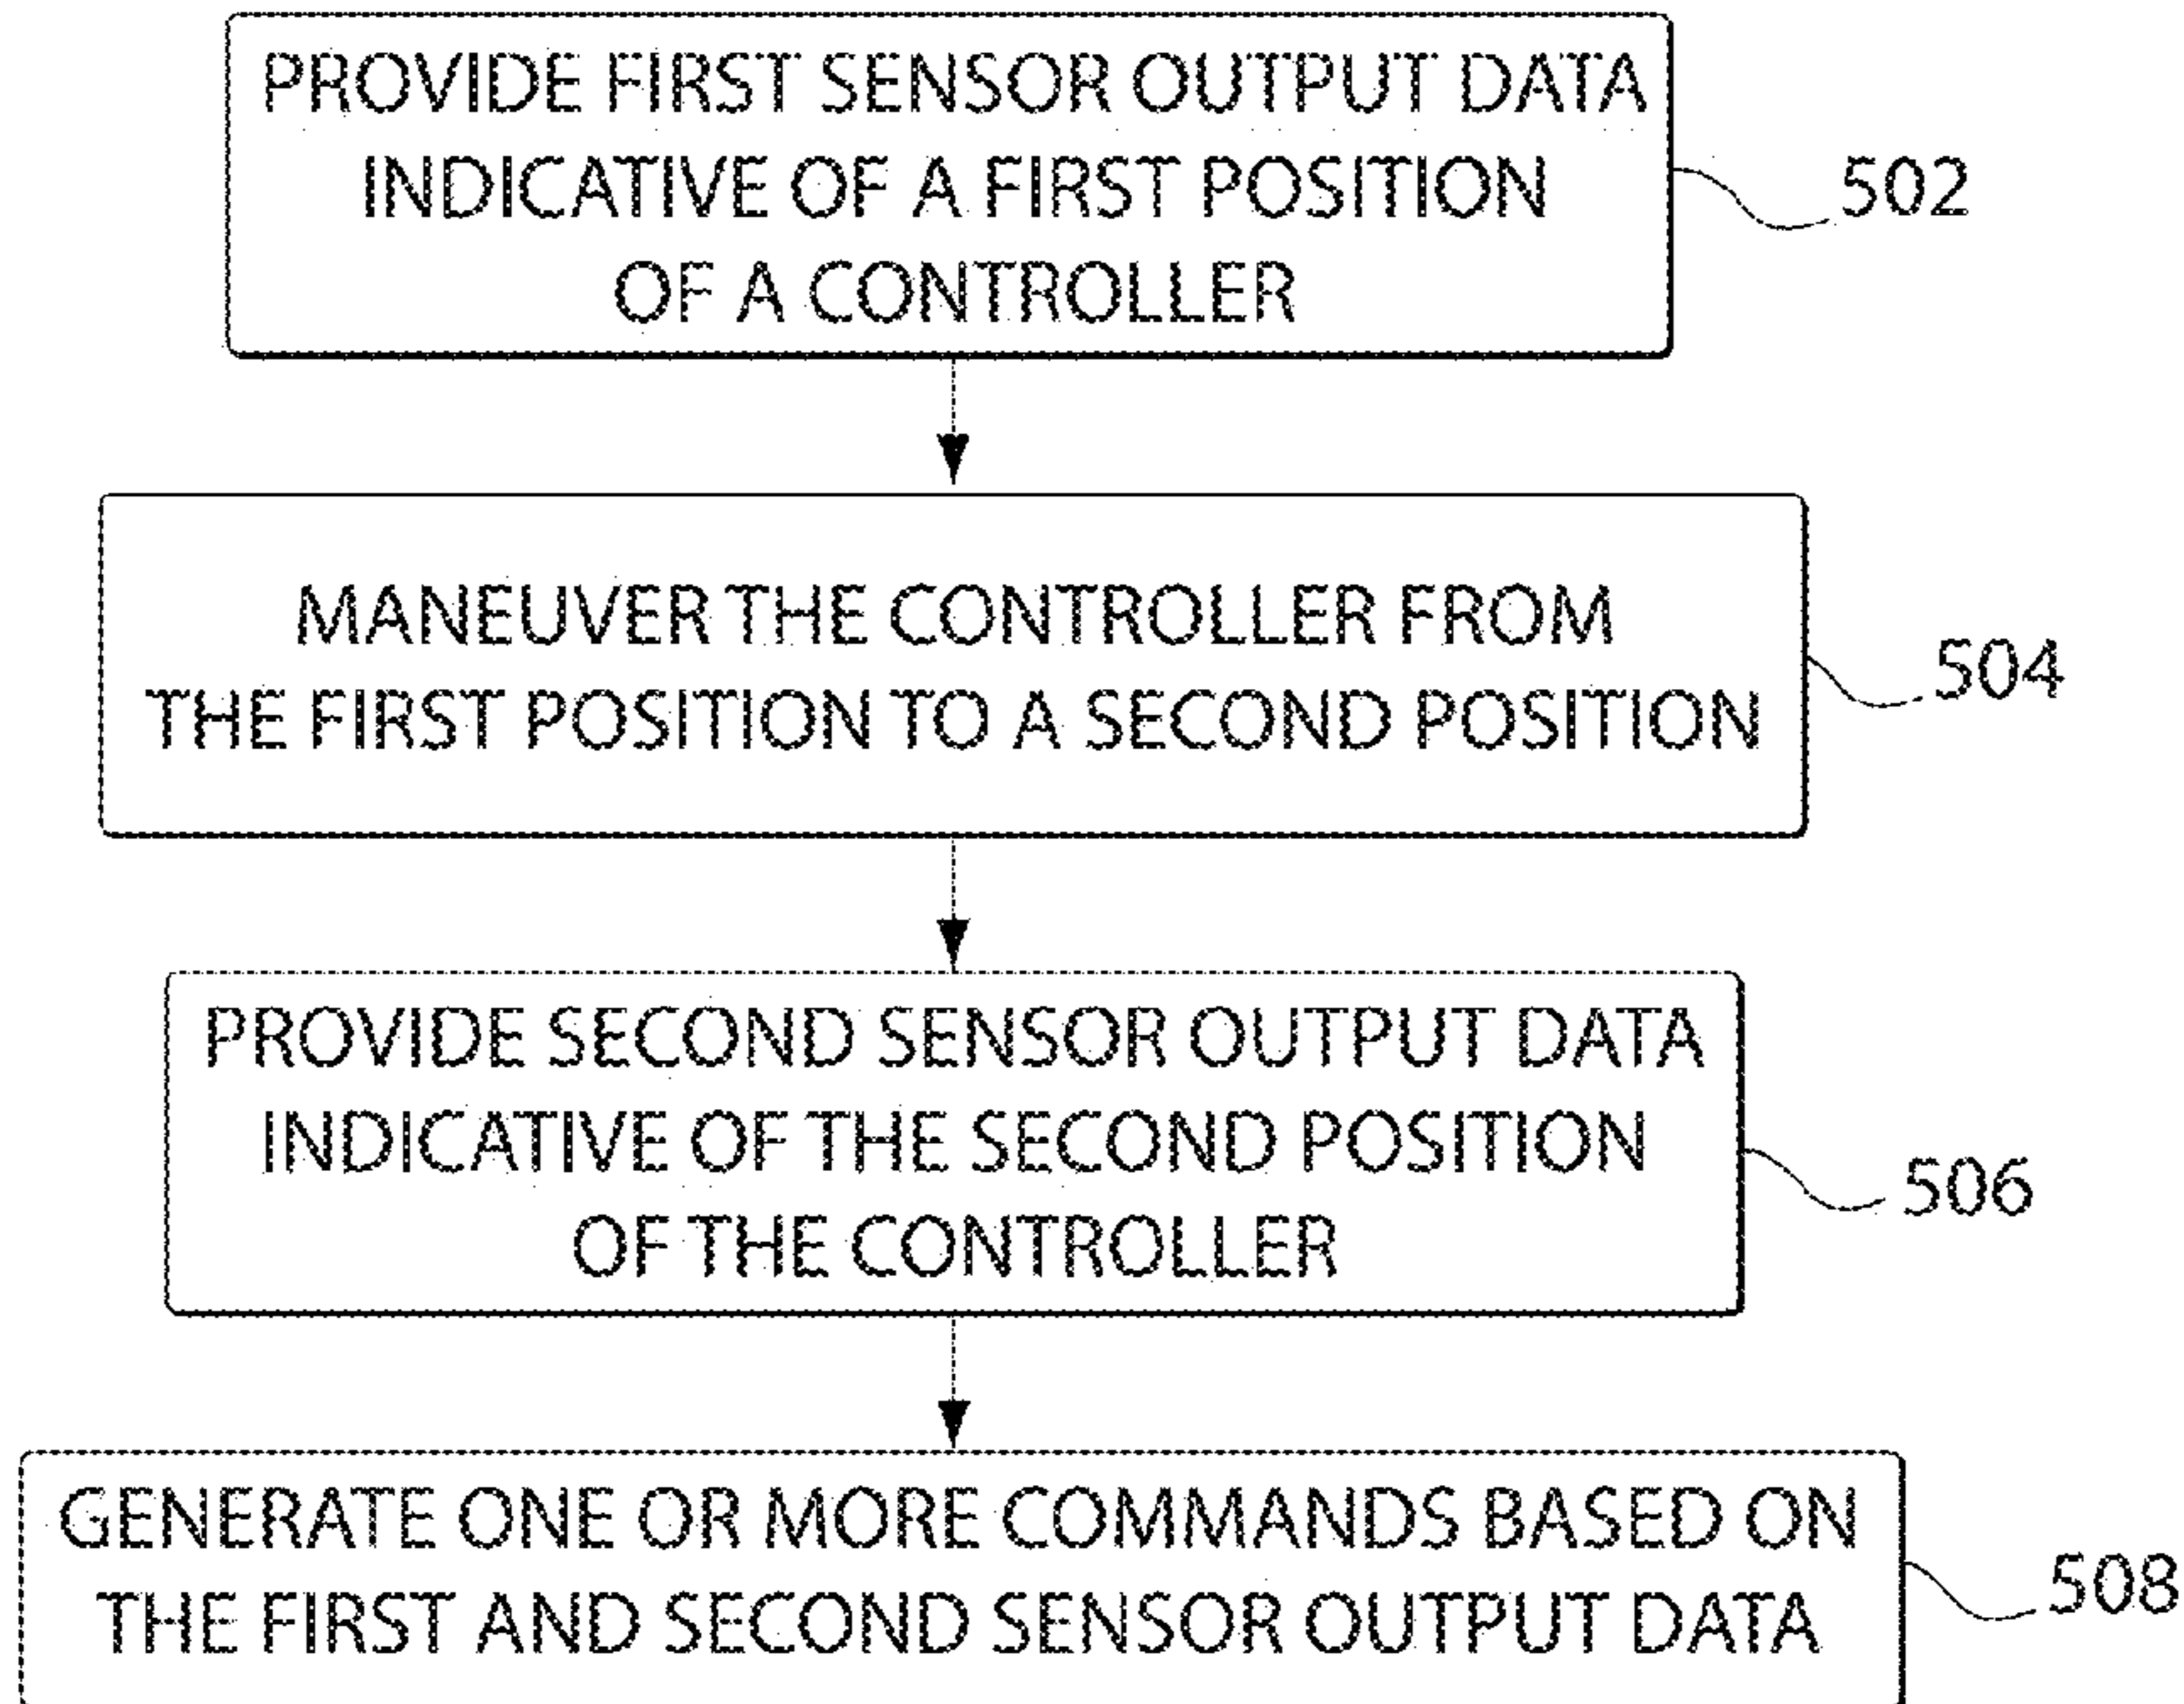 PROVIDE FIRST SENSOR OUTPUT DATA
INDICATIVE OF A FIRST POSITION
OF A CONTROLLER
502
MANEUVER THE CONTROLLER FROM
THE FIRST POSITION TO A SECOND POSITION
504
PROVIDE SECOND SENSOR OUTPUT DATA
INDICATIVE OF THE SECOND POSITION
OF THE CONTROLLER
506
GENERATE ONE OR MORE COMMANDS BASED ON
THE FIRST AND SECOND SENSOR OUTPUT DATA
508